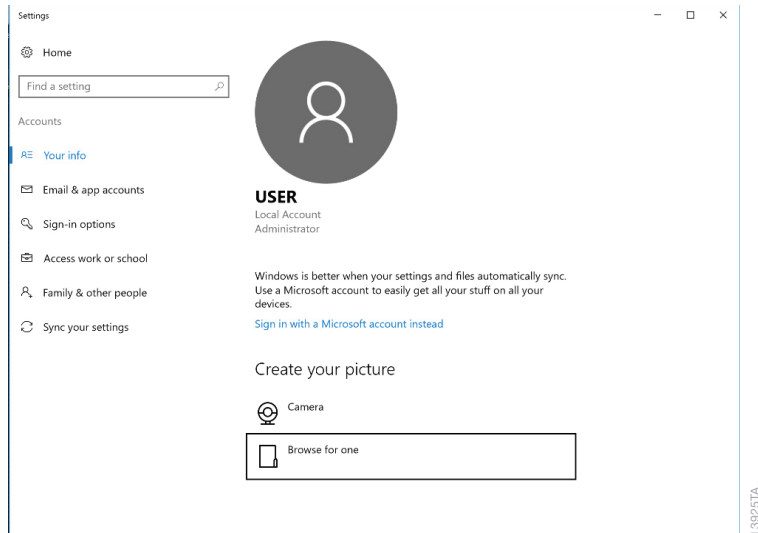 Settings
Home
Find a setting
Accounts
Your info
Email & app accounts
Sign-in options
Access work or school
Family & other people
Sync your settings
USER
Local Account
Administrator
Windows is better when your settings and files automatically sync.
Use a Microsoft account to easily get all your stuff on all your
devices.
Sign in with a Microsoft account instead
Create your picture
Camera
Browse for one
13925TA